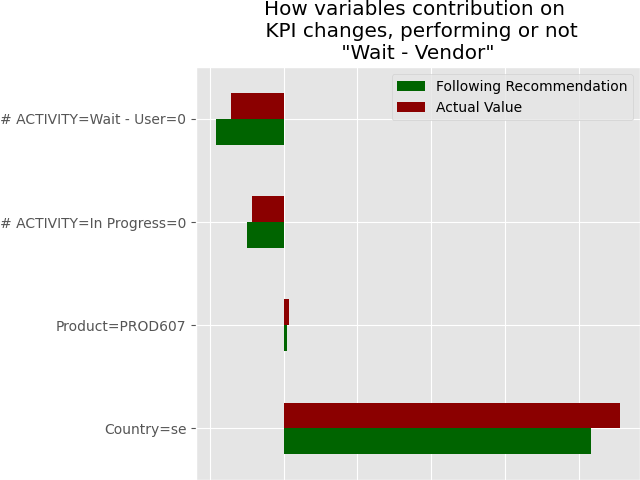 How variables contribution on
KPI changes, performing or not
"Wait - Vendor"
Following Recommendation
Actual Value
# ACTIVITY=Wait - User=0
# ACTIVITY=In Progress=0
Product=PROD607
Country=se